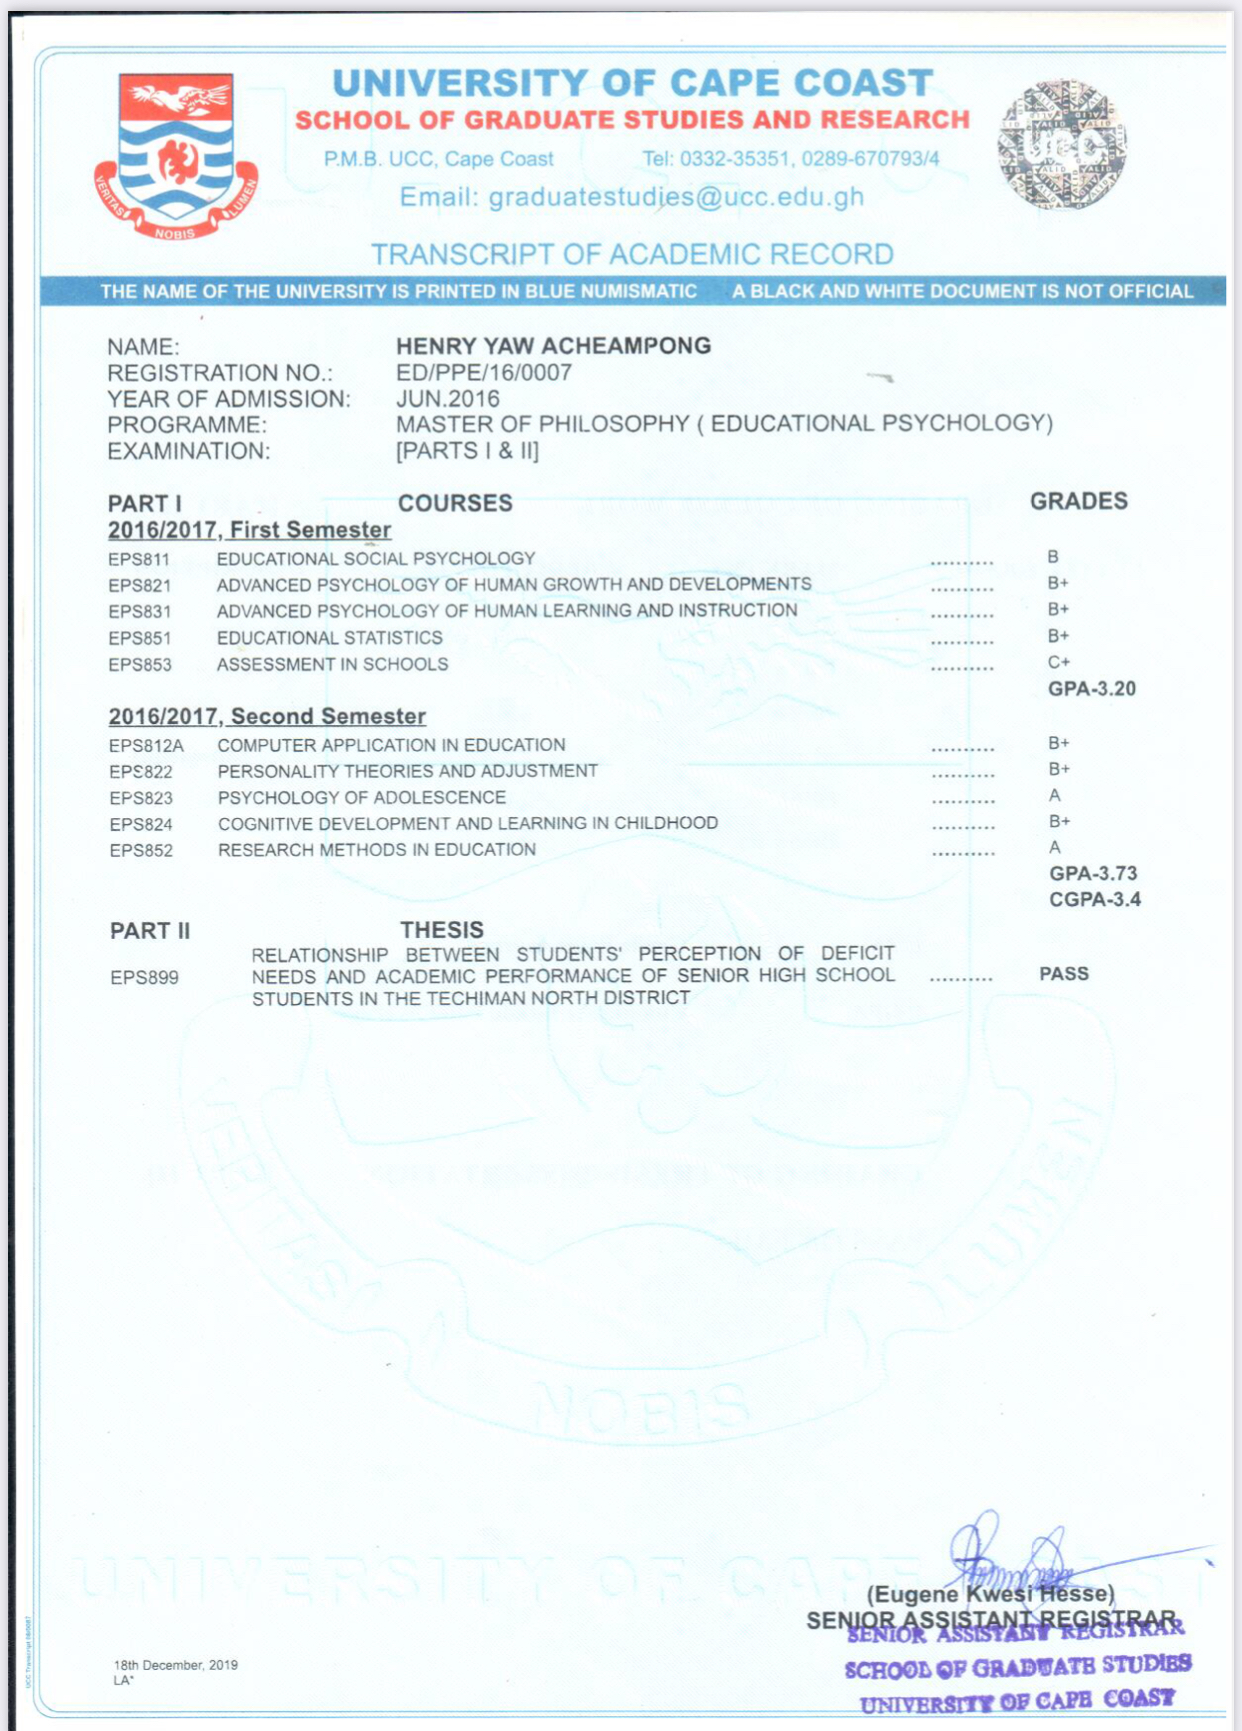 UNIVERSITY OF CAPE COAST
SCHOOL OF GRADUATE STUDIES AND RESEARCH
P.M.B. UCC, Cape Coast Tel: 0332-35351, 0289-670793/4
Email: graduatestudies@ucc.edu.gh
VERITAS NOBIS LUMEN
UCC
VALID
TRANSCRIPT OF ACADEMIC RECORD
THE NAME OF THE UNIVERSITY IS PRINTED IN BLUE NUMISMATIC A BLACK AND WHITE DOCUMENT IS NOT OFFICIAL
NAME: HENRY YAW ACHEAMPONG
REGISTRATION NO.: ED/PPE/16/0007
YEAR OF ADMISSION: JUN.2016
PROGRAMME: MASTER OF PHILOSOPHY ( EDUCATIONAL PSYCHOLOGY)
EXAMINATION: [PARTS I & II]
PART I COURSES GRADES
2016/2017, First Semester
EPS811 EDUCATIONAL SOCIAL PSYCHOLOGY .......... B
EPS821 ADVANCED PSYCHOLOGY OF HUMAN GROWTH AND DEVELOPMENTS .......... B+
EPS831 ADVANCED PSYCHOLOGY OF HUMAN LEARNING AND INSTRUCTION .......... B+
EPS851 EDUCATIONAL STATISTICS .......... B+
EPS853 ASSESSMENT IN SCHOOLS .......... C+
GPA-3.20
2016/2017, Second Semester
EPS812A COMPUTER APPLICATION IN EDUCATION .......... B+
EPS822 PERSONALITY THEORIES AND ADJUSTMENT .......... B+
EPS823 PSYCHOLOGY OF ADOLESCENCE .......... A
EPS824 COGNITIVE DEVELOPMENT AND LEARNING IN CHILDHOOD .......... B+
EPS852 RESEARCH METHODS IN EDUCATION .......... A
GPA-3.73
CGPA-3.4
PART II THESIS
RELATIONSHIP BETWEEN STUDENTS' PERCEPTION OF DEFICIT
EPS899 NEEDS AND ACADEMIC PERFORMANCE OF SENIOR HIGH SCHOOL .......... PASS
STUDENTS IN THE TECHIMAN NORTH DISTRICT
VERITAS NOBIS LUMEN
UNIVERSITY OF CAPE COAST
(Eugene Kwesi Hesse)
SENIOR ASSISTANT REGISTRAR
SENIOR ASSISTANT REGISTRAR
SCHOOL OF GRADUATE STUDIES
UNIVERSITY OF CAPE COAST
18th December, 2019
LA*